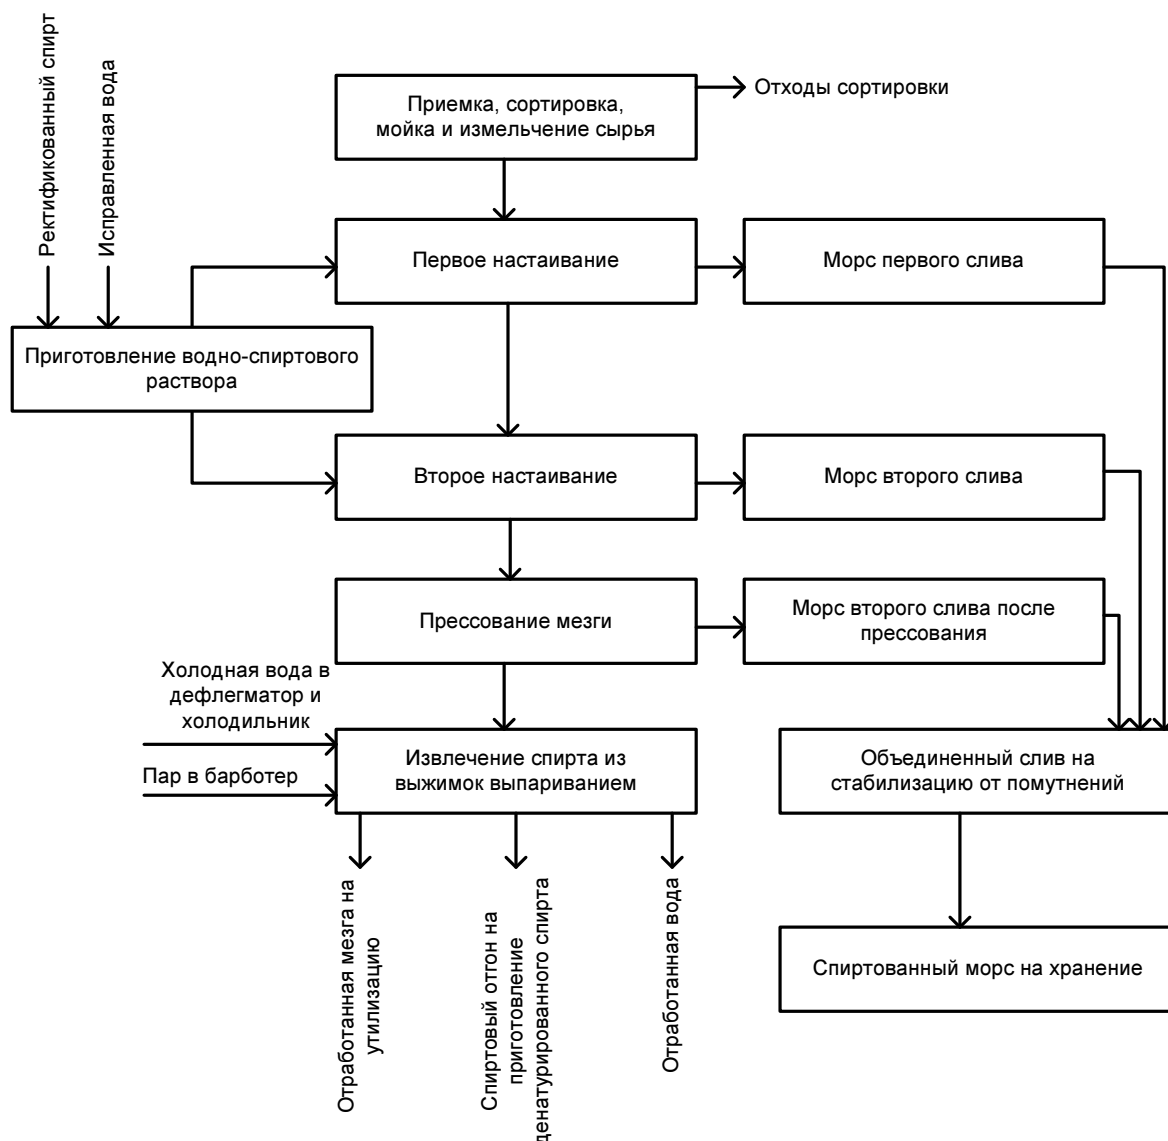 Ректификованный спирт
Исправленная вода
Приемка, сортировка,
мойка и измельчение сырья
Отходы сортировки
Первое настаивание
Морс первого слива
Приготовление водно-спиртового
раствора
Второе настаивание
Морс второго слива
Прессование мезги
Морс второго слива после
прессования
Холодная вода в
дефлегматор и
холодильник
Пар в барботер
Извлечение спирта из
выжимок выпариванием
Объединенный слив на
стабилизацию от помутнений
Отработанная мезга на
утилизацию
Спиртовый отгон на
приготовление
денатурированного спирта
Отработанная вода
Спиртованный морс на хранение